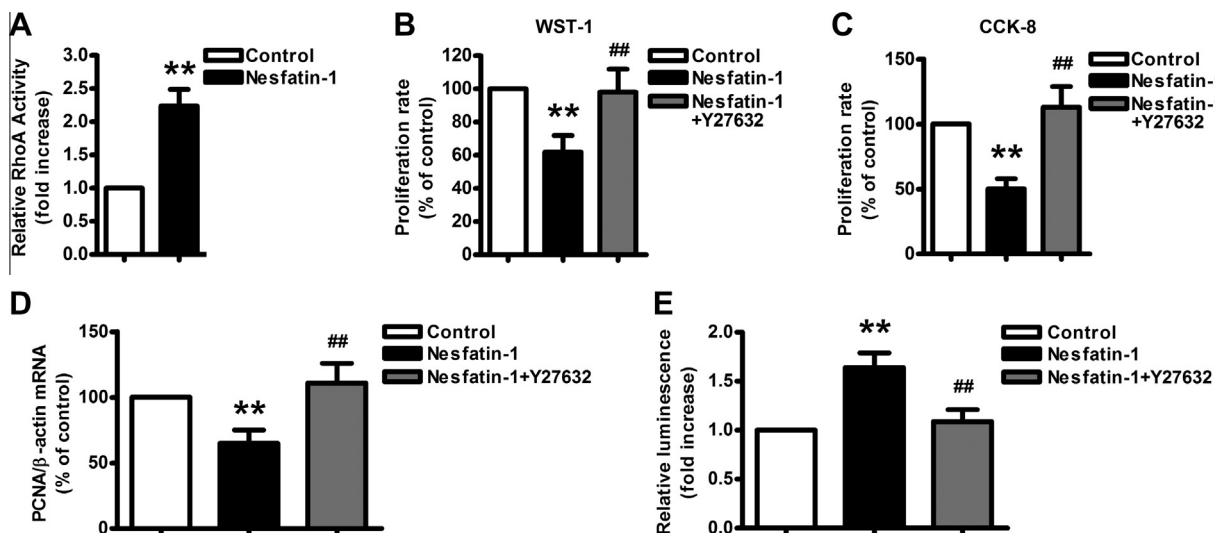 A
Relative RhoA Activity
(fold increase)
3.0
2.5
2.0
1.5
1.0
0.5
0.0
**
Control
Nesfatin-1
B
WST-1
Proliferation rate
(% of control)
120
100
80
60
40
20
0
**
##
Control
Nesfatin-1
Nesfatin-1
+Y27632
C
CCK-8
Proliferation rate
(% of control)
150
100
50
0
**
##
Control
Nesfatin-
Nesfatin-
+Y27632
D
PCNA/β-actin mRNA
(% of control)
150
100
50
0
**
##
Control
Nesfatin-1
Nesfatin-1+Y27632
E
Relative luminescence
(fold increase)
2.0
1.5
1.0
0.5
0.0
**
##
Control
Nesfatin-1
Nesfatin-1+Y27632